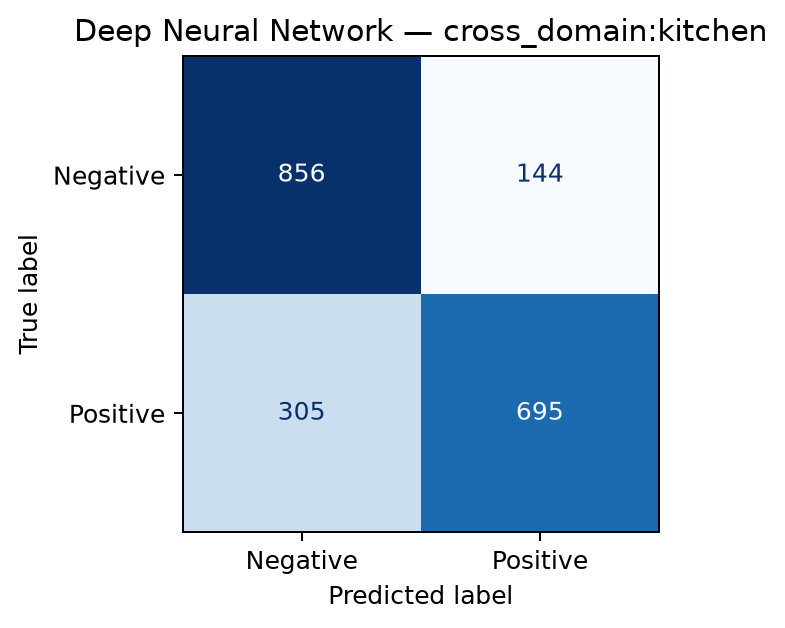 Deep Neural Network — cross_domain:kitchen
True label
Negative
856
144
Positive
305
695
Negative
Positive
Predicted label